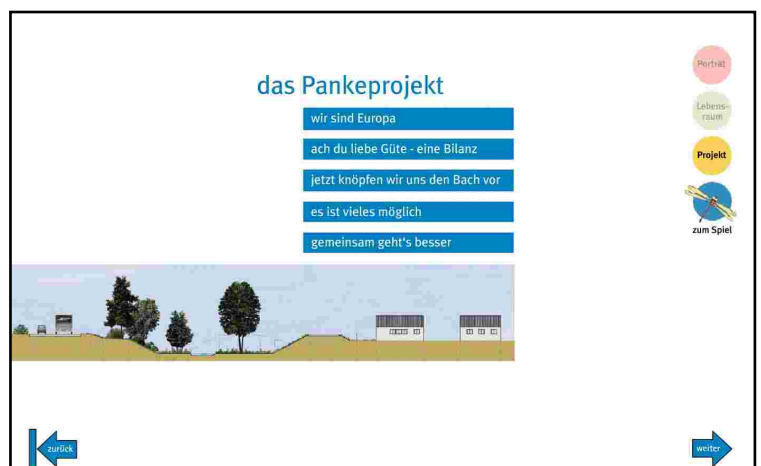 das Pankeprojekt
wir sind Europa
ach du liebe Güte - eine Bilanz
jetzt knöpfen wir uns den Bach vor
es ist vieles möglich
gemeinsam geht's besser
Porträt
Lebens-
raum
Projekt
zum Spiel
zurück
weiter